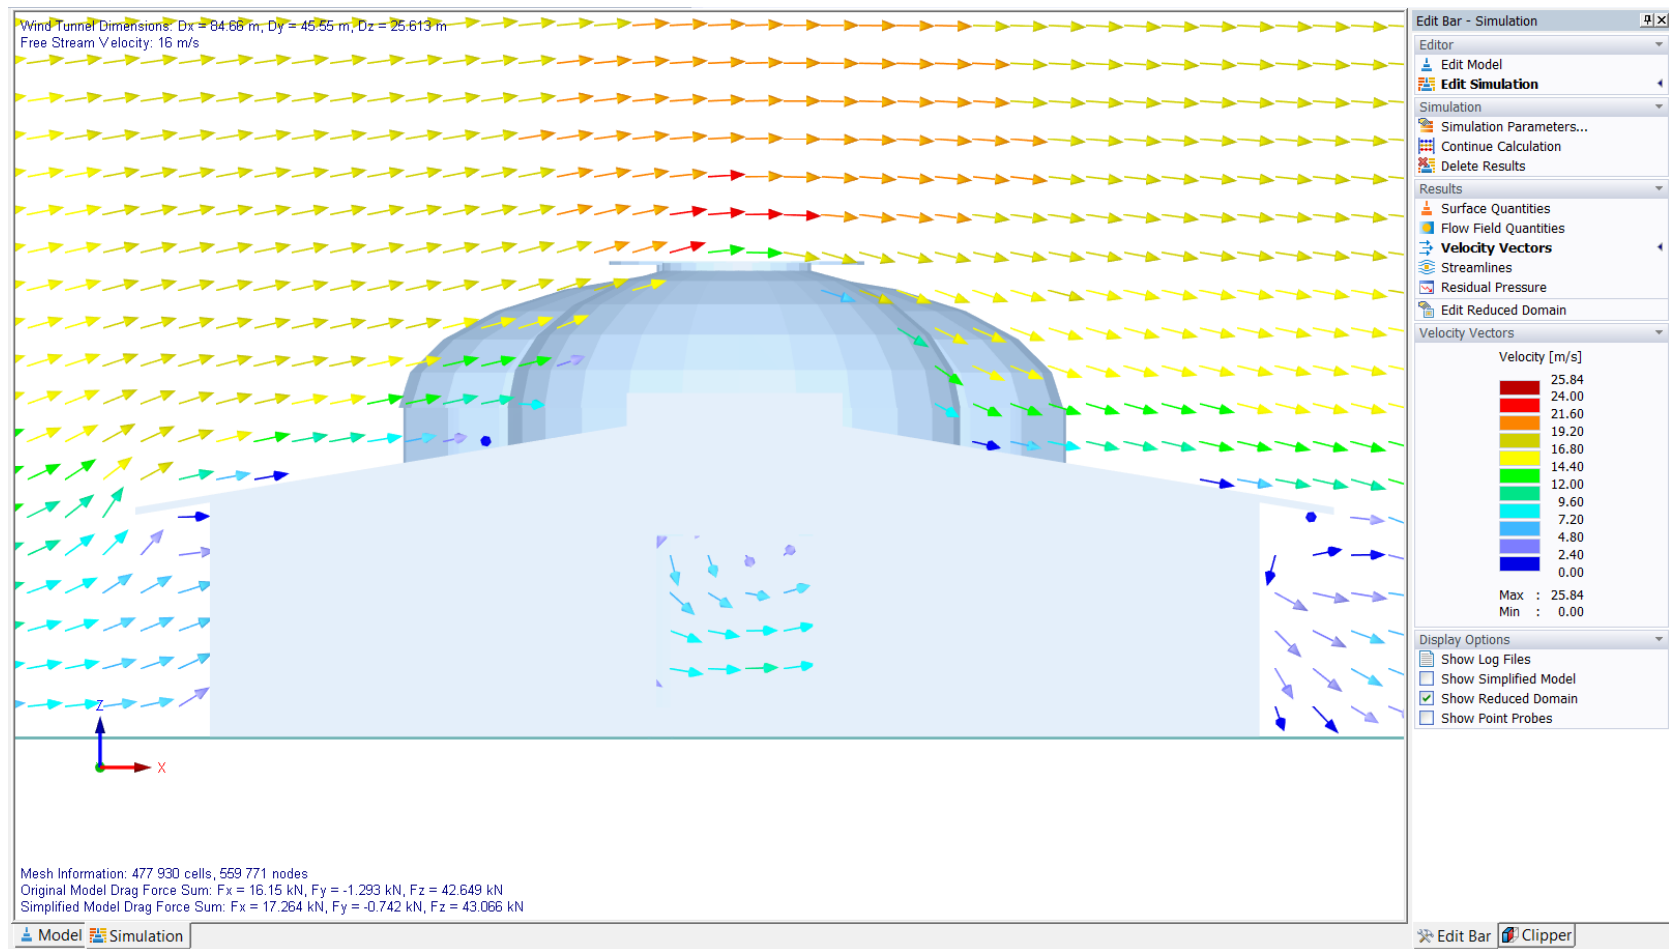 Wind Tunnel Dimensions: Dx = 84.66 m, Dy = 45.55 m, Dz = 25.613 m
Free Stream Velocity: 16 m/s
Z
X
Mesh Information: 477 930 cells, 559 771 nodes
Original Model Drag Force Sum: Fx = 16.15 kN, Fy = -1.293 kN, Fz = 42.649 kN
Simplified Model Drag Force Sum: Fx = 17.264 kN, Fy = -0.742 kN, Fz = 43.066 kN
Model
Simulation
Edit Bar - Simulation
Editor
Edit Model
Edit Simulation
Simulation
Simulation Parameters...
Continue Calculation
Delete Results
Results
Surface Quantities
Flow Field Quantities
Velocity Vectors
Streamlines
Residual Pressure
Edit Reduced Domain
Velocity Vectors
Velocity [m/s]
25.84
24.00
21.60
19.20
16.80
14.40
12.00
9.60
7.20
4.80
2.40
0.00
Max : 25.84
Min : 0.00
Display Options
Show Log Files
Show Simplified Model
Show Reduced Domain
Show Point Probes
Edit Bar
Clipper